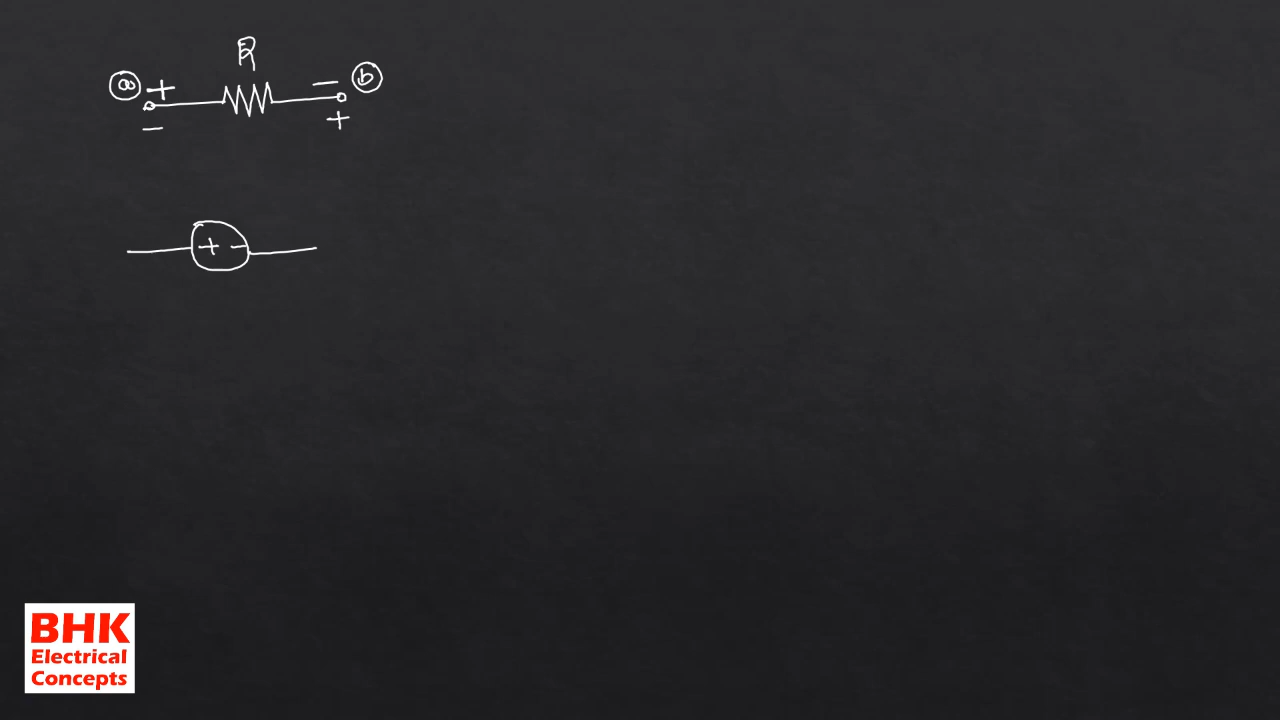 R
a + − b
− +
+ −
BHK
Electrical
Concepts